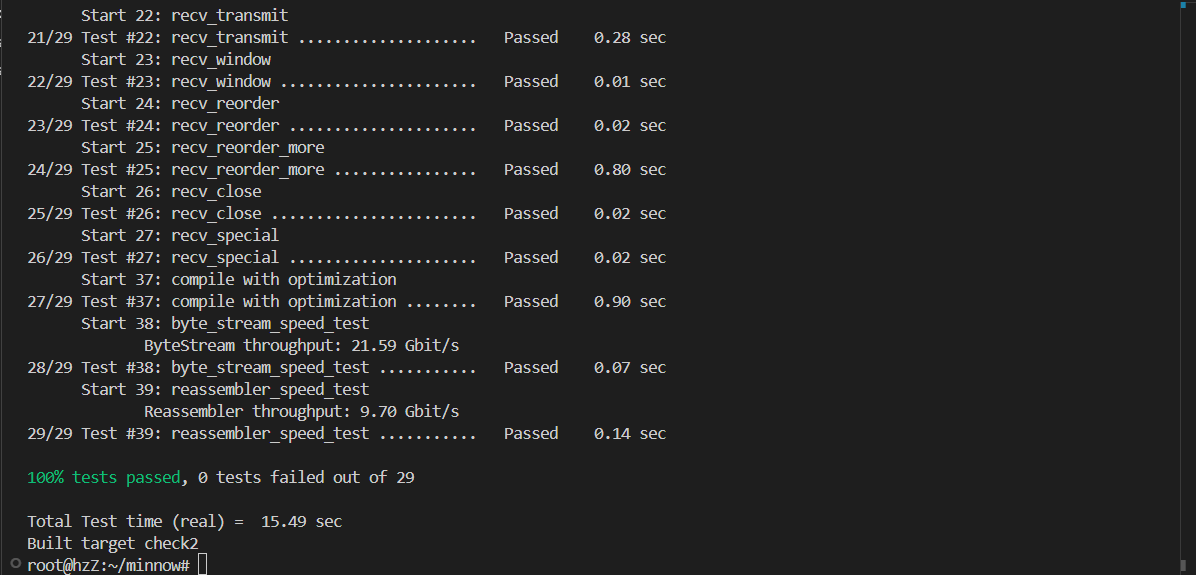 Start 22: recv_transmit
21/29 Test #22: recv_transmit ....................   Passed    0.28 sec
Start 23: recv_window
22/29 Test #23: recv_window ......................   Passed    0.01 sec
Start 24: recv_reorder
23/29 Test #24: recv_reorder .....................   Passed    0.02 sec
Start 25: recv_reorder_more
24/29 Test #25: recv_reorder_more ................   Passed    0.80 sec
Start 26: recv_close
25/29 Test #26: recv_close .......................   Passed    0.02 sec
Start 27: recv_special
26/29 Test #27: recv_special .....................   Passed    0.02 sec
Start 37: compile with optimization
27/29 Test #37: compile with optimization ........   Passed    0.90 sec
Start 38: byte_stream_speed_test
ByteStream throughput: 21.59 Gbit/s
28/29 Test #38: byte_stream_speed_test ...........   Passed    0.07 sec
Start 39: reassembler_speed_test
Reassembler throughput: 9.70 Gbit/s
29/29 Test #39: reassembler_speed_test ...........   Passed    0.14 sec
100% tests passed, 0 tests failed out of 29
Total Test time (real) =  15.49 sec
Built target check2
root@hzZ:~/minnow#